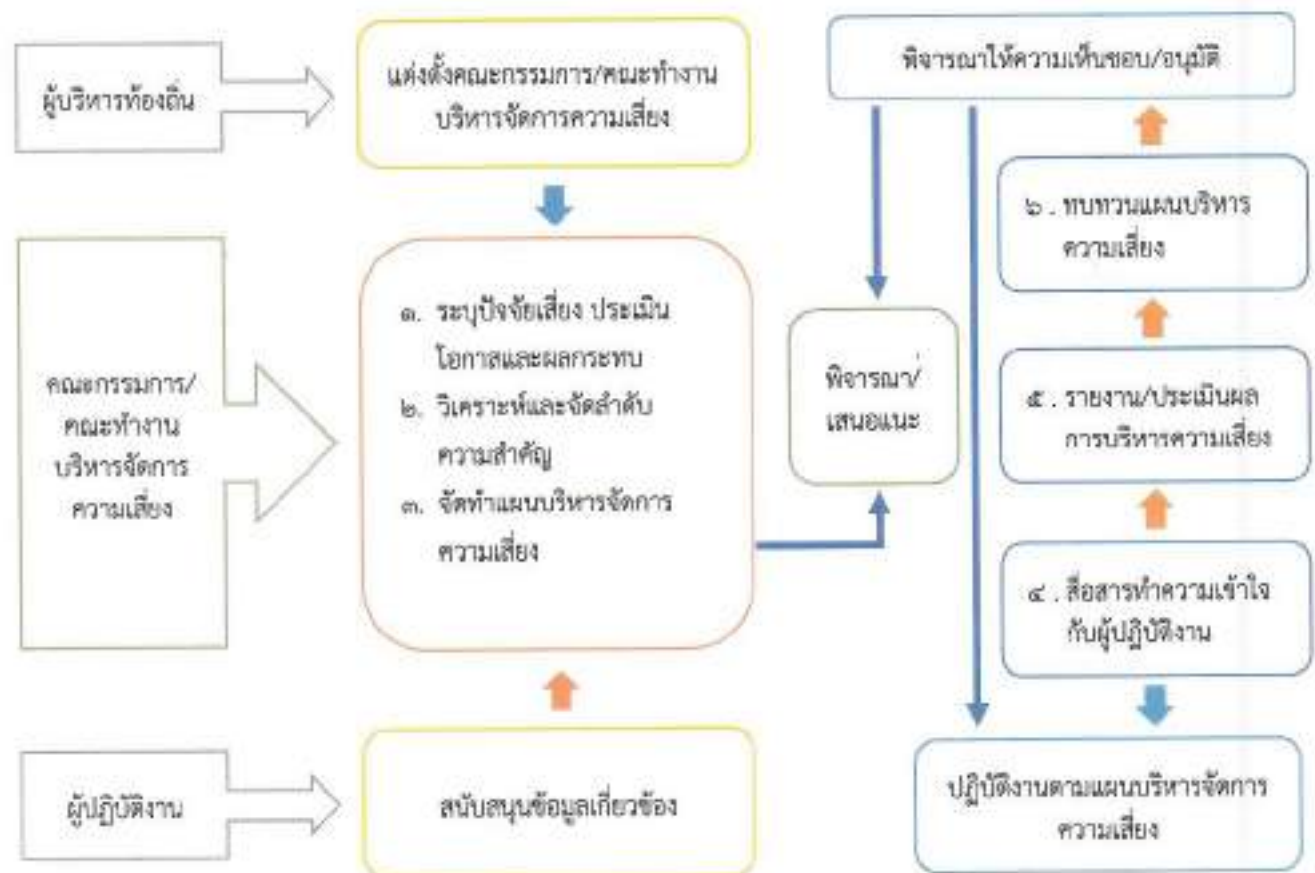 ผู้บริหารท้องถิ่น
แต่งตั้งคณะกรรมการ/คณะทำงาน
บริหารจัดการความเสี่ยง
พิจารณาให้ความเห็นชอบ/อนุมัติ
คณะกรรมการ/
คณะทำงาน
บริหารจัดการ
ความเสี่ยง
๑. ระบุปัจจัยเสี่ยง ประเมิน
โอกาสและผลกระทบ
๒. วิเคราะห์และจัดลำดับ
ความสำคัญ
๓. จัดทำแผนบริหารจัดการ
ความเสี่ยง
พิจารณา/
เสนอแนะ
๖ . ทบทวนแผนบริหาร
ความเสี่ยง
๕ . รายงาน/ประเมินผล
การบริหารความเสี่ยง
๔ . สื่อสารทำความเข้าใจ
กับผู้ปฏิบัติงาน
ผู้ปฏิบัติงาน
สนับสนุนข้อมูลเกี่ยวข้อง
ปฏิบัติงานตามแผนบริหารจัดการ
ความเสี่ยง